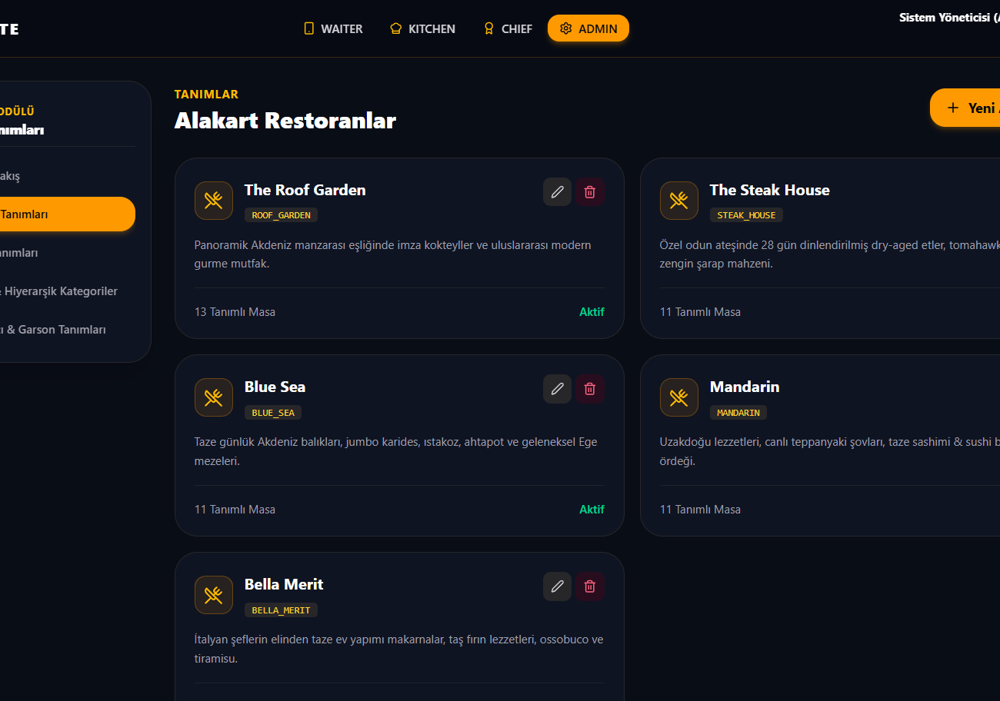 TE
WAITER
KITCHEN
CHIEF
ADMIN
Sistem Yöneticisi (
ODÜLÜ
nımları
akış
Tanımları
anımları
& Hiyerarşik Kategoriler
ı & Garson Tanımları
TANIMLAR
Alakart Restoranlar
+ Yeni
The Roof Garden
ROOF_GARDEN
Panoramik Akdeniz manzarası eşliğinde imza kokteyller ve uluslararası modern
gurme mutfak.
13 Tanımlı Masa
Aktif
The Steak House
STEAK_HOUSE
Özel odun ateşinde 28 gün dinlendirilmiş dry-aged etler, tomahawk
zengin şarap mahzeni.
11 Tanımlı Masa
Blue Sea
BLUE_SEA
Taze günlük Akdeniz balıkları, jumbo karides, ıstakoz, ahtapot ve geleneksel Ege
mezeleri.
11 Tanımlı Masa
Aktif
Mandarin
MANDARIN
Uzakdoğu lezzetleri, canlı teppanyaki şovları, taze sashimi & sushi b
ördeği.
11 Tanımlı Masa
Bella Merit
BELLA_MERIT
İtalyan şeflerin elinden taze ev yapımı makarnalar, taş fırın lezzetleri, ossobuco ve
tiramisu.